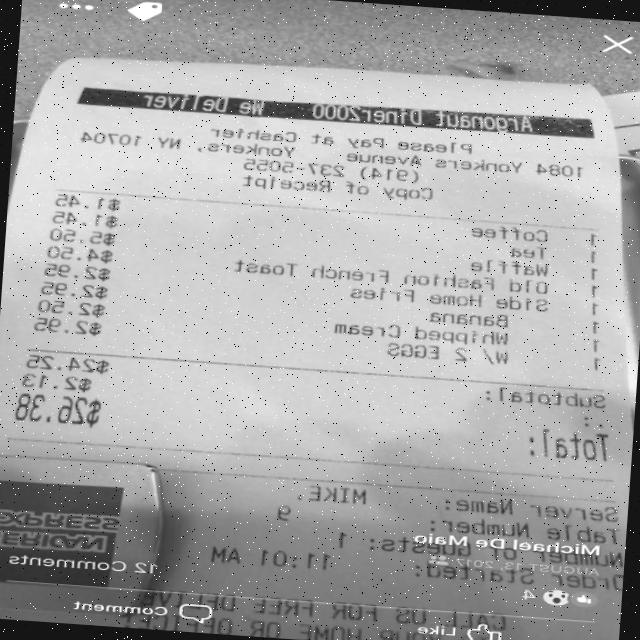 Argonaut Diner2000 We Deliver
Please Pay at Cashier
1084 Yonkers Avenue Yonkers, NY 10704
(914) 237-5055
Copy of Receipt
1 Coffee $1.45
1 Tea $1.45
1 Waffle $5.50
1 Old Fashion French Toast $4.50
1 Side Home Fries $2.95
1 Banana $2.95
1 Whipped Cream $2.50
1 W/ 2 EGGS $2.95
Subtotal: $24.25
: $2.13
Total: $26.38
Server Name: MIKE.
Table Number: 9
Number of Guests: 1
Order Started: 11:01 AM
Michael De Maio
4
12 Comments
CALL US FOR FREE DELIVERY
HOME OR OFFICE
Like
Comment